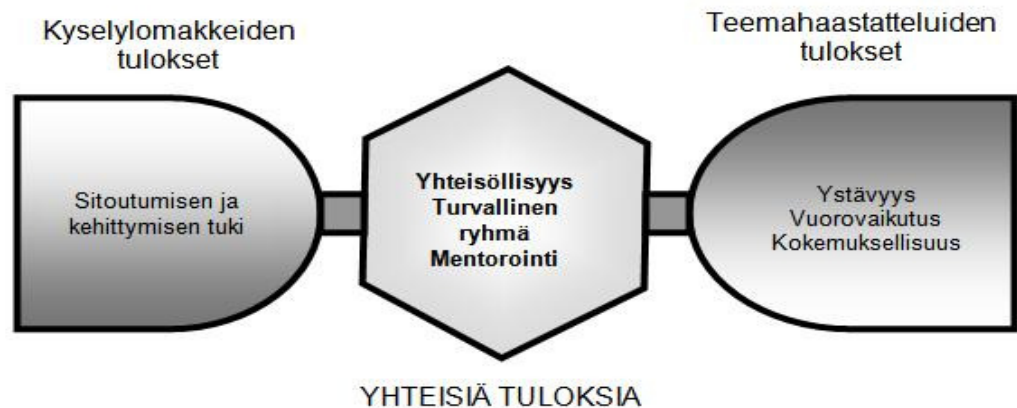 Kyselylomakkeiden
tulokset
Teemahaastatteluiden
tulokset
Sitoutumisen ja
kehittymisen tuki
Yhteisöllisyys
Turvallinen
ryhmä
Mentorointi
Ystävyys
Vuorovaikutus
Kokemuksellisuus
YHTEISIÄ TULOKSIA